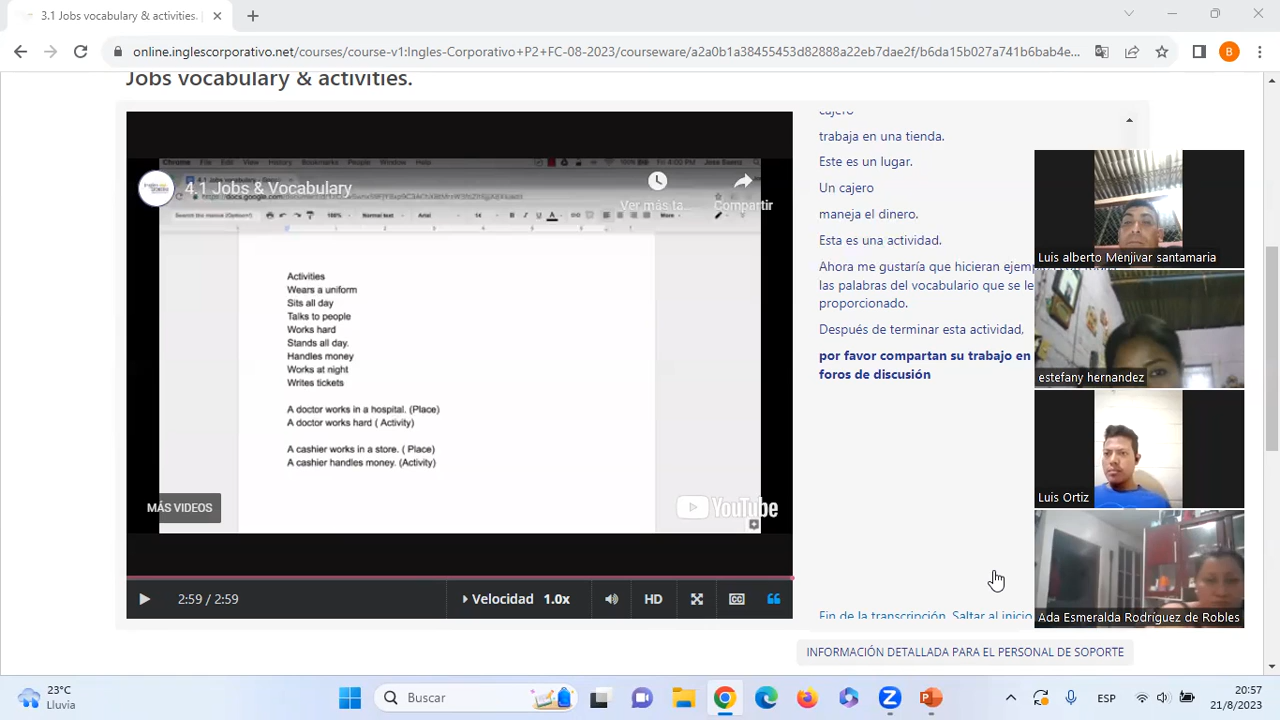 3.1 Jobs vocabulary & activities.
online.inglescorporativo.net/courses/course-v1:Ingles-Corporativo+P2+FC-08-2023/courseware/a2a0b1a38455453d82888a22eb7dae2f/b6da15b027a741b6bab4e...
B
Jobs vocabulary & activities.
4.1 Jobs & Vocabulary
Ver más ta...
Compartir
Activities
Wears a uniform
Sits all day
Talks to people
Works hard
Stands all day.
Handles money
Works at night
Writes tickets
A doctor works in a hospital. (Place)
A doctor works hard ( Activity)
A cashier works in a store. ( Place)
A cashier handles money. (Activity)
MÁS VIDEOS
YouTube
2:59 / 2:59
Velocidad 1.0x
HD
cajero
trabaja en una tienda.
Este es un lugar.
Un cajero
maneja el dinero.
Esta es una actividad.
Ahora me gustaría que hicieran
las palabras del vocabulario que se le
proporcionado.
Después de terminar esta actividad,
por favor compartan su trabajo en
foros de discusión
Fin de la transcripción. Saltar al inicio
INFORMACIÓN DETALLADA PARA EL PERSONAL DE SOPORTE
Luis alberto Menjivar santamaria
estefany hernandez
Luis Ortiz
Ada Esmeralda Rodríguez de Robles
23°C
Lluvia
Buscar
ESP
20:57
21/8/2023